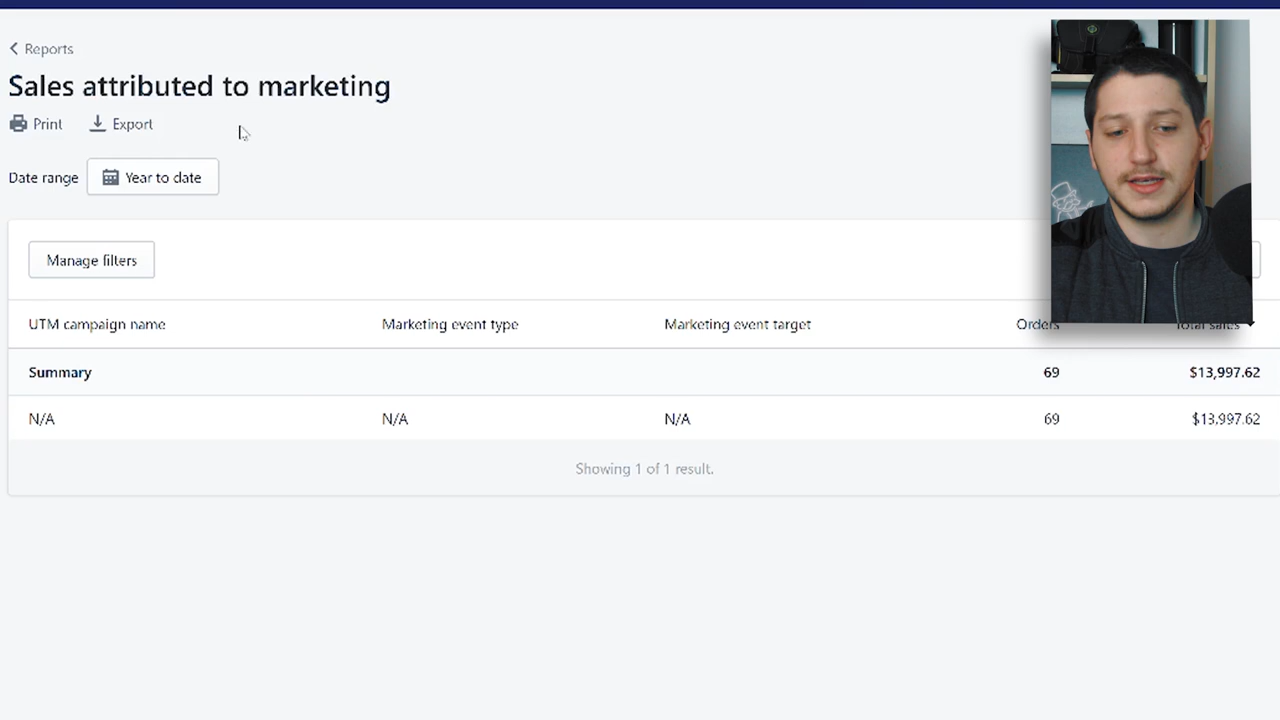 Reports
Sales attributed to marketing
Print Export
Date range Year to date
Manage filters
UTM campaign name Marketing event type Marketing event target Orders Total sales
Summary 69 $13,997.62
N/A N/A N/A 69 $13,997.62
Showing 1 of 1 result.